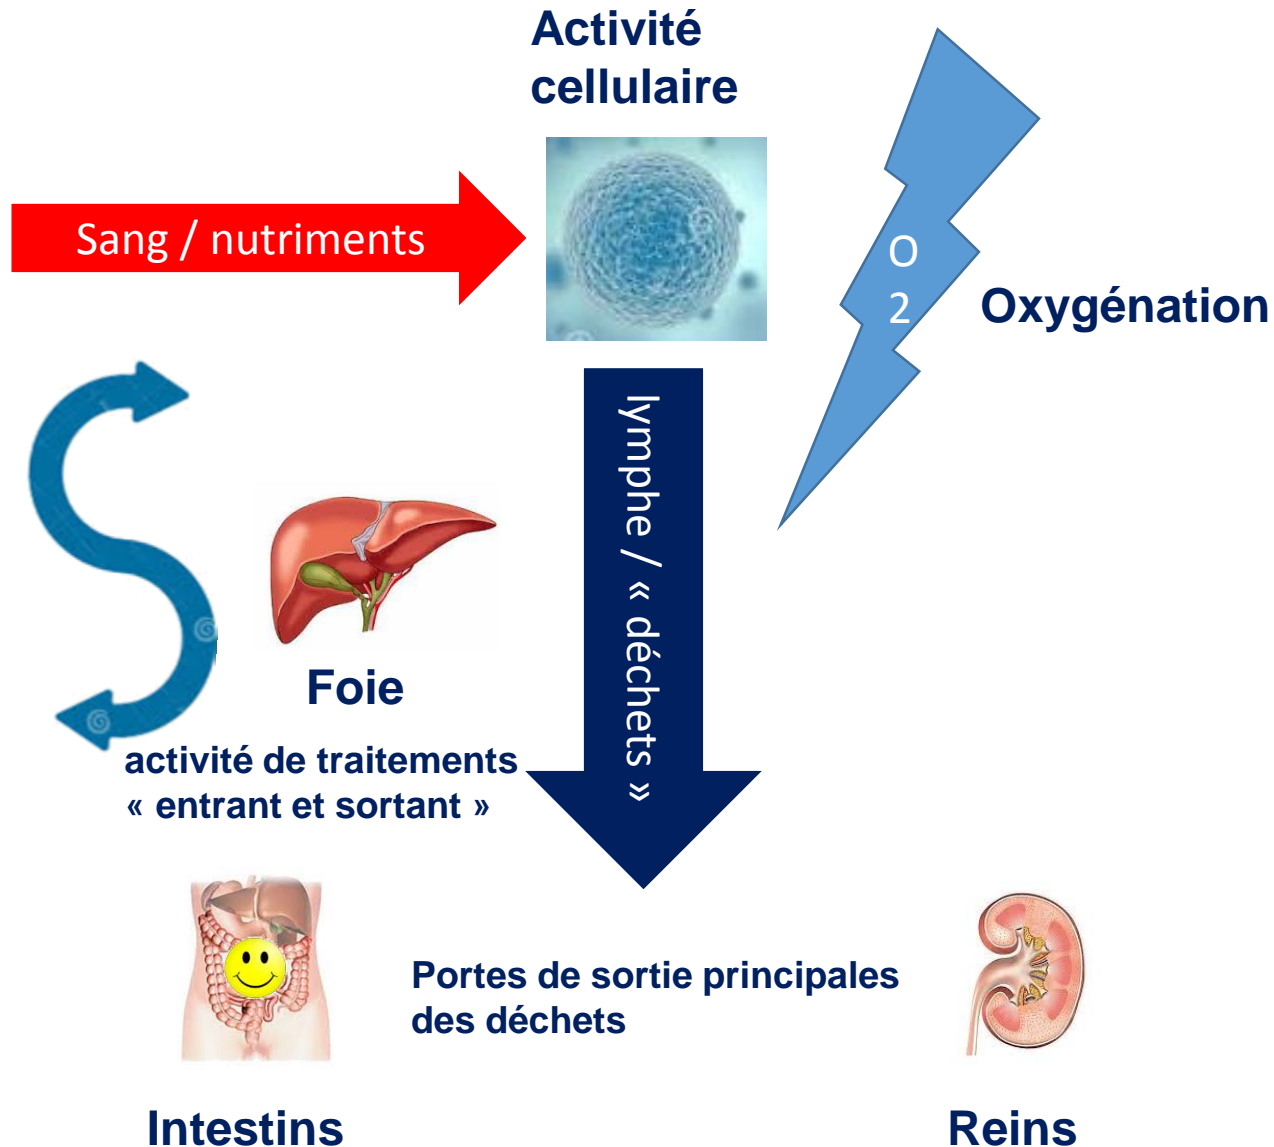 Activité
cellulaire
Sang / nutriments
O
2
Oxygénation
lymphe / « déchets »
Foie
activité de traitements
« entrant et sortant »
Portes de sortie principales
des déchets
Intestins
Reins